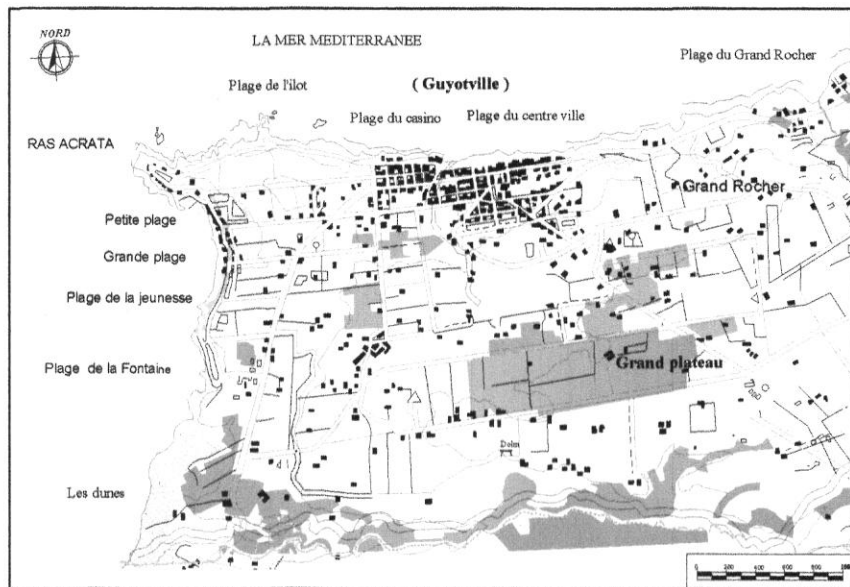 NORD
LA MER MEDITERRANEE
Plage du Grand Rocher
Plage de l'ilot
( Guyotville )
Plage du casino
Plage du centre ville
RAS ACRATA
Grand Rocher
Petite plage
Grande plage
Plage de la jeunesse
Plage de la Fontaine
Grand plateau
Dolm
Les dunes